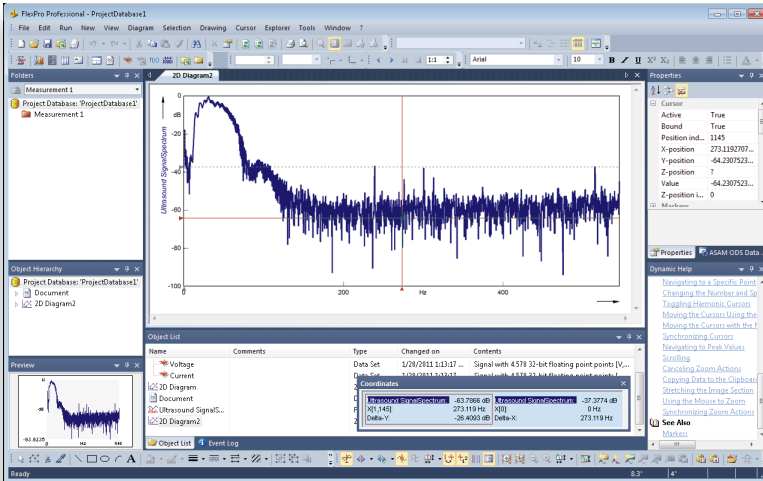 FlexPro Professional - ProjectDatabase1
File Edit Run New View Diagram Selection Drawing Cursor Explorer Tools Window ?
1:1 Arial 10 B Z U X² X₂
Folders
Measurement 1
Project Database: 'ProjectDatabase1'
Measurement 1
Object Hierarchy
Project Database: 'ProjectDatabase1'
Document
2D Diagram2
Preview
-dB
-83.8235
0 Hz
2D Diagram2
Ultrasound SignalSpectrum
0
dB
-20
-40
-60
-80
-100
0 200 Hz 400
Properties
Cursor
Active True
Bound True
Position ind... 1145
X-position 273.1192707...
Y-position -64.2307523...
Z-position ?
Value -64.2307523...
Z-position i... 0
Markers
Properties ASAM ODS Data...
Dynamic Help
Navigating to a Specific Point
Changing the Number and Sp
Toggling Harmonic Cursors
Moving the Cursors Using the
Moving the Cursors with the
Synchronizing Cursors
Navigating to Peak Values
Scrolling
Canceling Zoom Actions
Copying Data to the Clipboar
Stretching the Image Section
Using the Mouse to Zoom
Synchronizing Zoom Actions
See Also
Markers
Object List
Name Comments Type Changed on Contents
Voltage Data Set 1/28/2011 1:13:17 ... Signal with 4.578 32-bit floating point points [V,...
Current Data Set 1/28/2011 1:13:17 Signal with 4.578 32-bit floating point points [
2D Diagram
Document
Ultrasound SignalS...
2D Diagram2
Coordinates
Ultrasound SignalSpectrum: -63.7866 dB Ultrasound SignalSpectrum: -37.3774 dB
X[1,145] 273.119 Hz X[0] 0 Hz
Delta-Y: -26.4093 dB Delta-X: 273.119 Hz
Object List Event Log
Ready 8.3" 4"